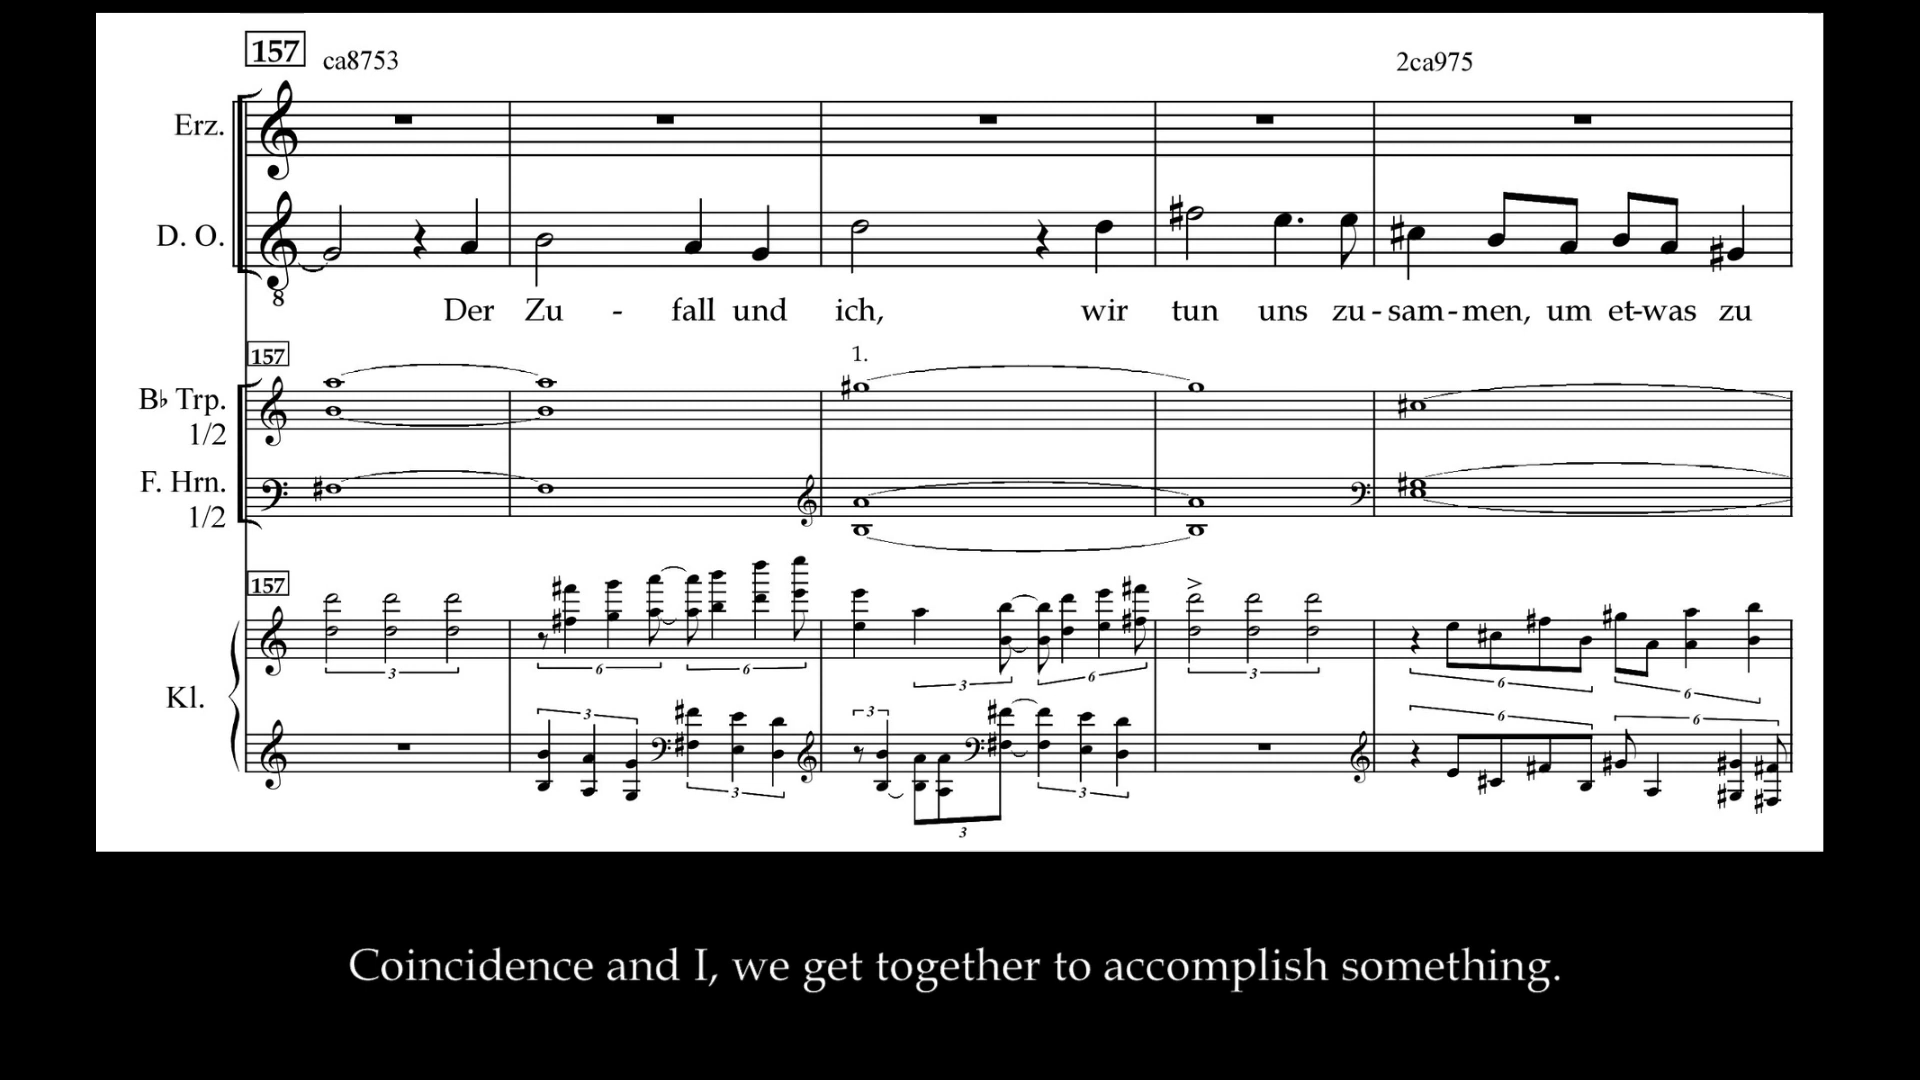 157 ca8753 2ca975
Erz.
D. O.
8
Der Zu - fall und ich, wir tun uns zu - sam - men, um et - was zu
157 1.
B♭ Trp.
1/2
F. Hrn.
1/2
157
6 6 3 6 3 6 6
3
Kl.
3 3 6 6
3 3
3
Coincidence and I, we get together to accomplish something.